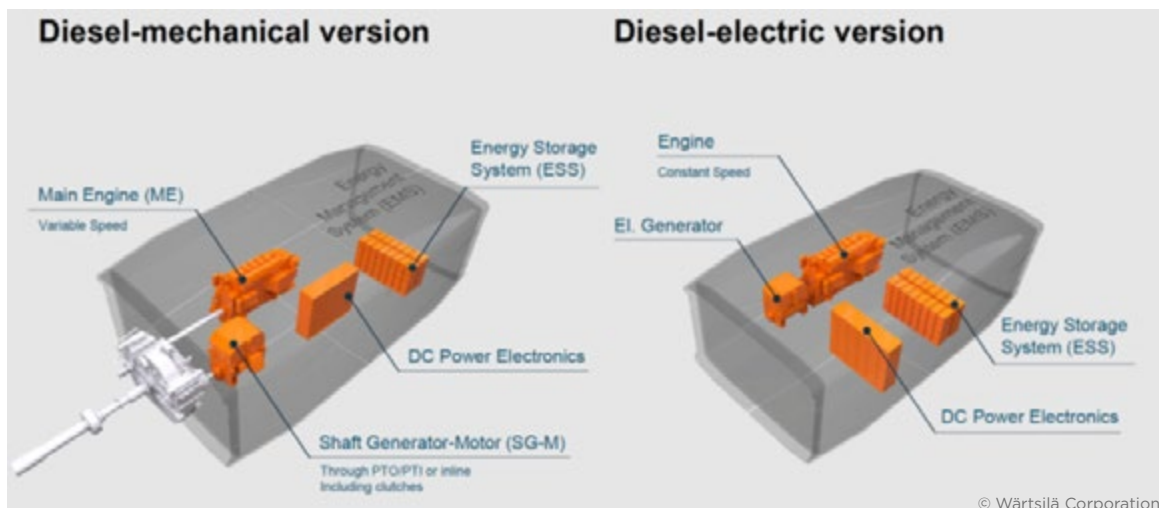 Diesel-mechanical version
Energy Storage
System (ESS)
Energy
Management
System (EMS)
Main Engine (ME)
Variable Speed
DC Power Electronics
Shaft Generator-Motor (SG-M)
Through PTO/PTI or inline
Including clutches
Diesel-electric version
Engine
Constant Speed
El. Generator
Energy
Management
System (EMS)
Energy Storage
System (ESS)
DC Power Electronics
© Wärtsilä Corporation